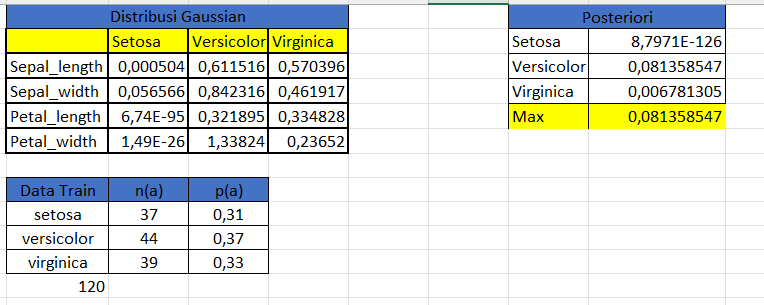 Distribusi Gaussian
Setosa Versicolor Virginica
Sepal_length 0,000504 0,611516 0,570396
Sepal_width 0,056566 0,842316 0,461917
Petal_length 6,74E-95 0,321895 0,334828
Petal_width 1,49E-26 1,33824 0,23652
Posteriori
Setosa 8,7971E-126
Versicolor 0,081358547
Virginica 0,006781305
Max 0,081358547
Data Train n(a) p(a)
setosa 37 0,31
versicolor 44 0,37
virginica 39 0,33
120